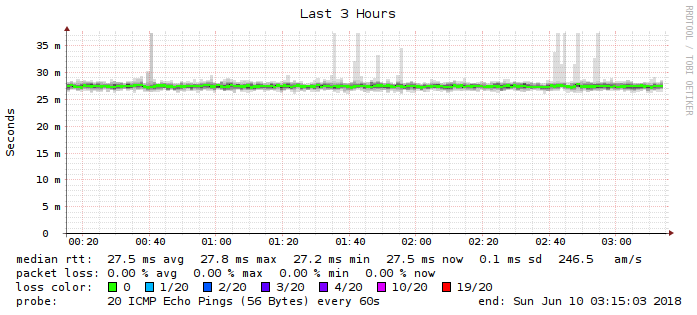 Last 3 Hours
RRDTOOL / TOBI OETIKER
Seconds
35 m
30 m
25 m
20 m
15 m
10 m
5 m
0
00:20 00:40 01:00 01:20 01:40 02:00 02:20 02:40 03:00
median rtt: 27.5 ms avg 27.8 ms max 27.2 ms min 27.5 ms now 0.1 ms sd 246.5 am/s
packet loss: 0.00 % avg 0.00 % max 0.00 % min 0.00 % now
loss color: 0 1/20 2/20 3/20 4/20 10/20 19/20
probe: 20 ICMP Echo Pings (56 Bytes) every 60s end: Sun Jun 10 03:15:03 2018